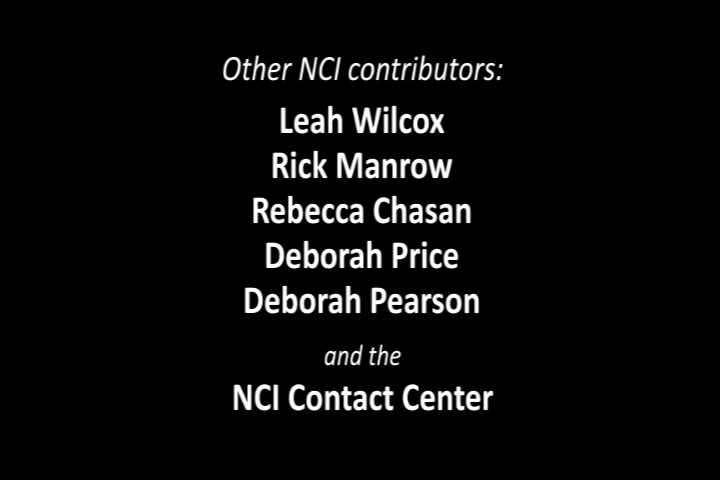 Other NCI contributors:
Leah Wilcox
Rick Manrow
Rebecca Chasan
Deborah Price
Deborah Pearson
and the
NCI Contact Center